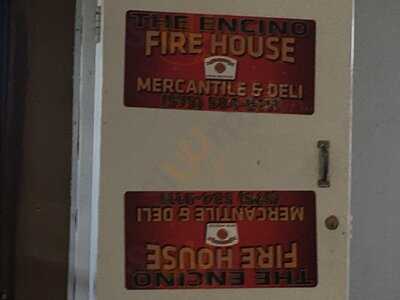 THE ENCINO
FIRE HOUSE
MERCANTILE & DELI
MERCANTILE & DELI
FIRE HOUSE
THE ENCINO